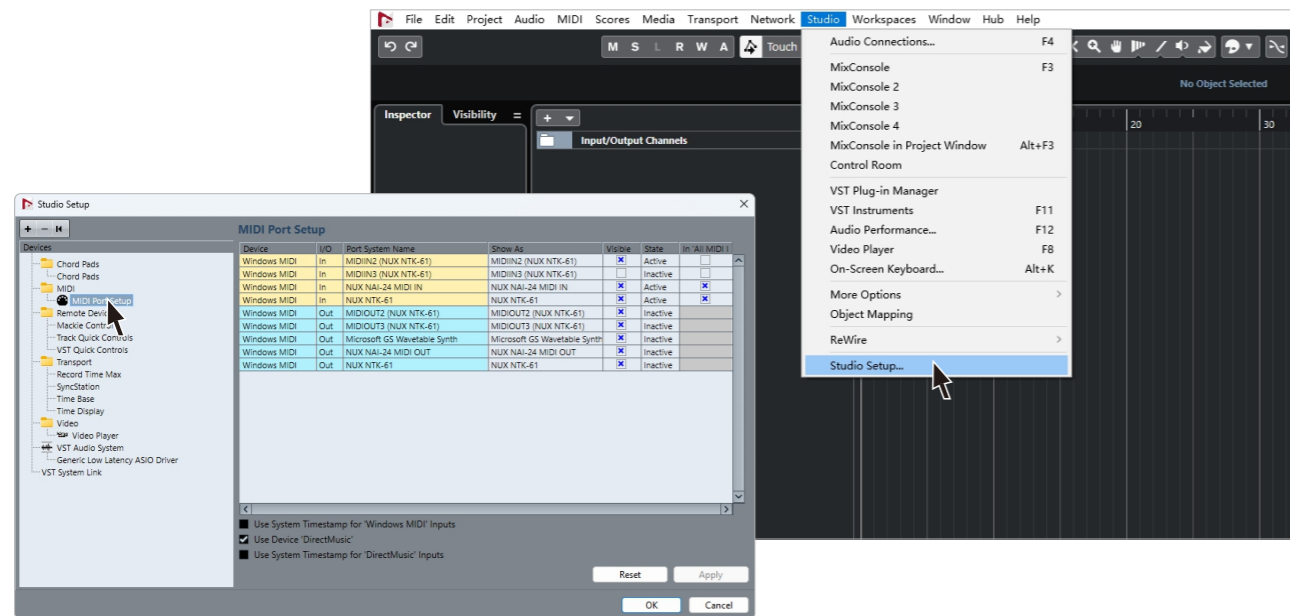 File Edit Project Audio MIDI Scores Media Transport Network Studio Workspaces Window Hub Help
M S L R W A Touch
No Object Selected
Inspector Visibility
Input/Output Channels
20 30
Audio Connections... F4
MixConsole F3
MixConsole 2
MixConsole 3
MixConsole 4
MixConsole in Project Window Alt+F3
Control Room
VST Plug-in Manager
VST Instruments F11
Audio Performance... F12
Video Player F8
On-Screen Keyboard... Alt+K
More Options
Object Mapping
ReWire
Studio Setup...
Studio Setup
Devices
Chord Pads
Chord Pads
MIDI
MIDI Port Setup
Remote Devices
Mackie Control
Track Quick Controls
VST Quick Controls
Transport
Record Time Max
SyncStation
Time Base
Time Display
Video
Video Player
VST Audio System
Generic Low Latency ASIO Driver
VST System Link
MIDI Port Setup
Device I/O Port System Name Show As Visible State In 'All MIDI I
Windows MIDI In MIDIIN2 (NUX NTK-61) MIDIIN2 (NUX NTK-61) Active
Windows MIDI In MIDIIN3 (NUX NTK-61) MIDIIN3 (NUX NTK-61) Inactive
Windows MIDI In NUX NAI-24 MIDI IN NUX NAI-24 MIDI IN Active
Windows MIDI In NUX NTK-61 NUX NTK-61 Active
Windows MIDI Out MIDIOUT2 (NUX NTK-61) MIDIOUT2 (NUX NTK-61) Inactive
Windows MIDI Out MIDIOUT3 (NUX NTK-61) MIDIOUT3 (NUX NTK-61) Inactive
Windows MIDI Out Microsoft GS Wavetable Synth Microsoft GS Wavetable Synth Inactive
Windows MIDI Out NUX NAI-24 MIDI OUT NUX NAI-24 MIDI OUT Inactive
Windows MIDI Out NUX NTK-61 NUX NTK-61 Inactive
Use System Timestamp for 'Windows MIDI' Inputs
Use Device 'DirectMusic'
Use System Timestamp for 'DirectMusic' Inputs
Reset Apply
OK Cancel